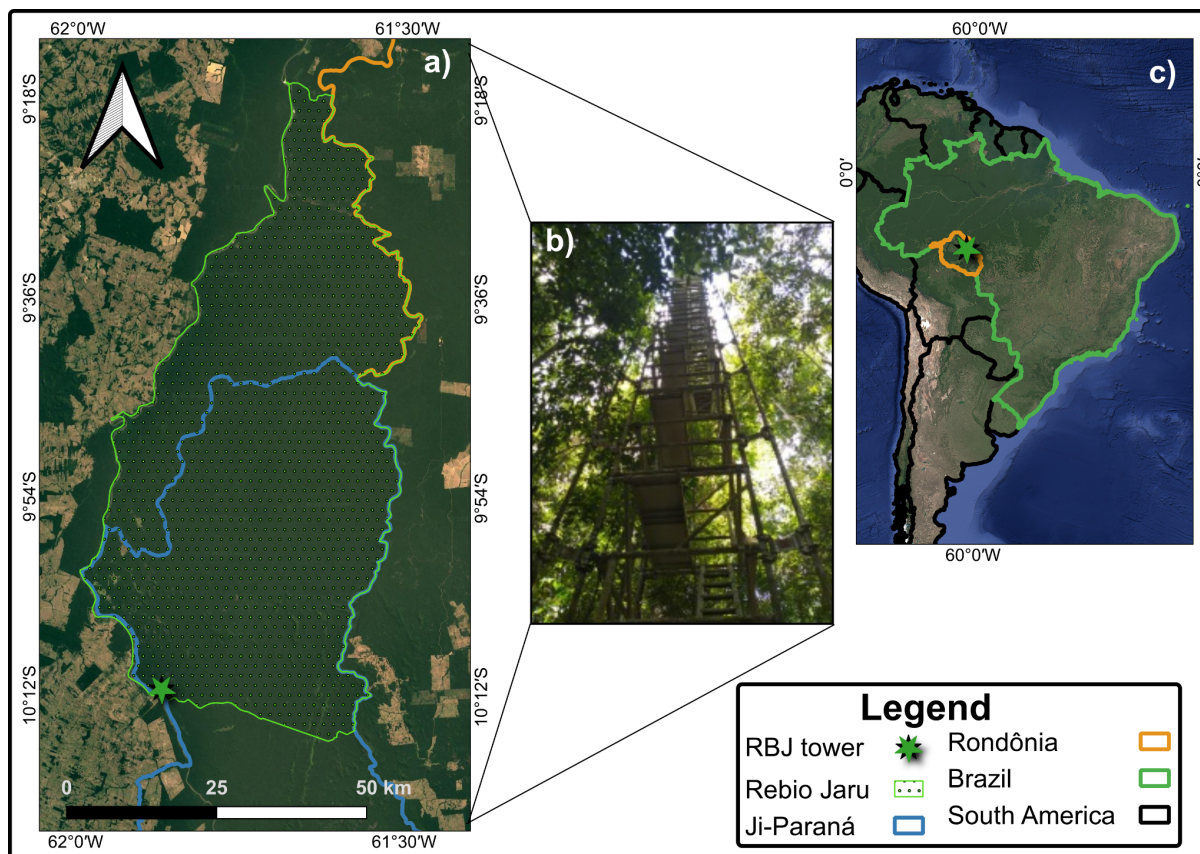 62°0'W 61°30'W
a)
9°18'S 9°18'S
9°36'S 9°36'S
9°54'S 9°54'S
10°12'S 10°12'S
0 25 50 km
62°0'W 61°30'W
b)
60°0'W
c)
0°0'
60°0'W
Legend
RBJ tower
Rebio Jaru
Ji-Paraná
Rondônia
Brazil
South America